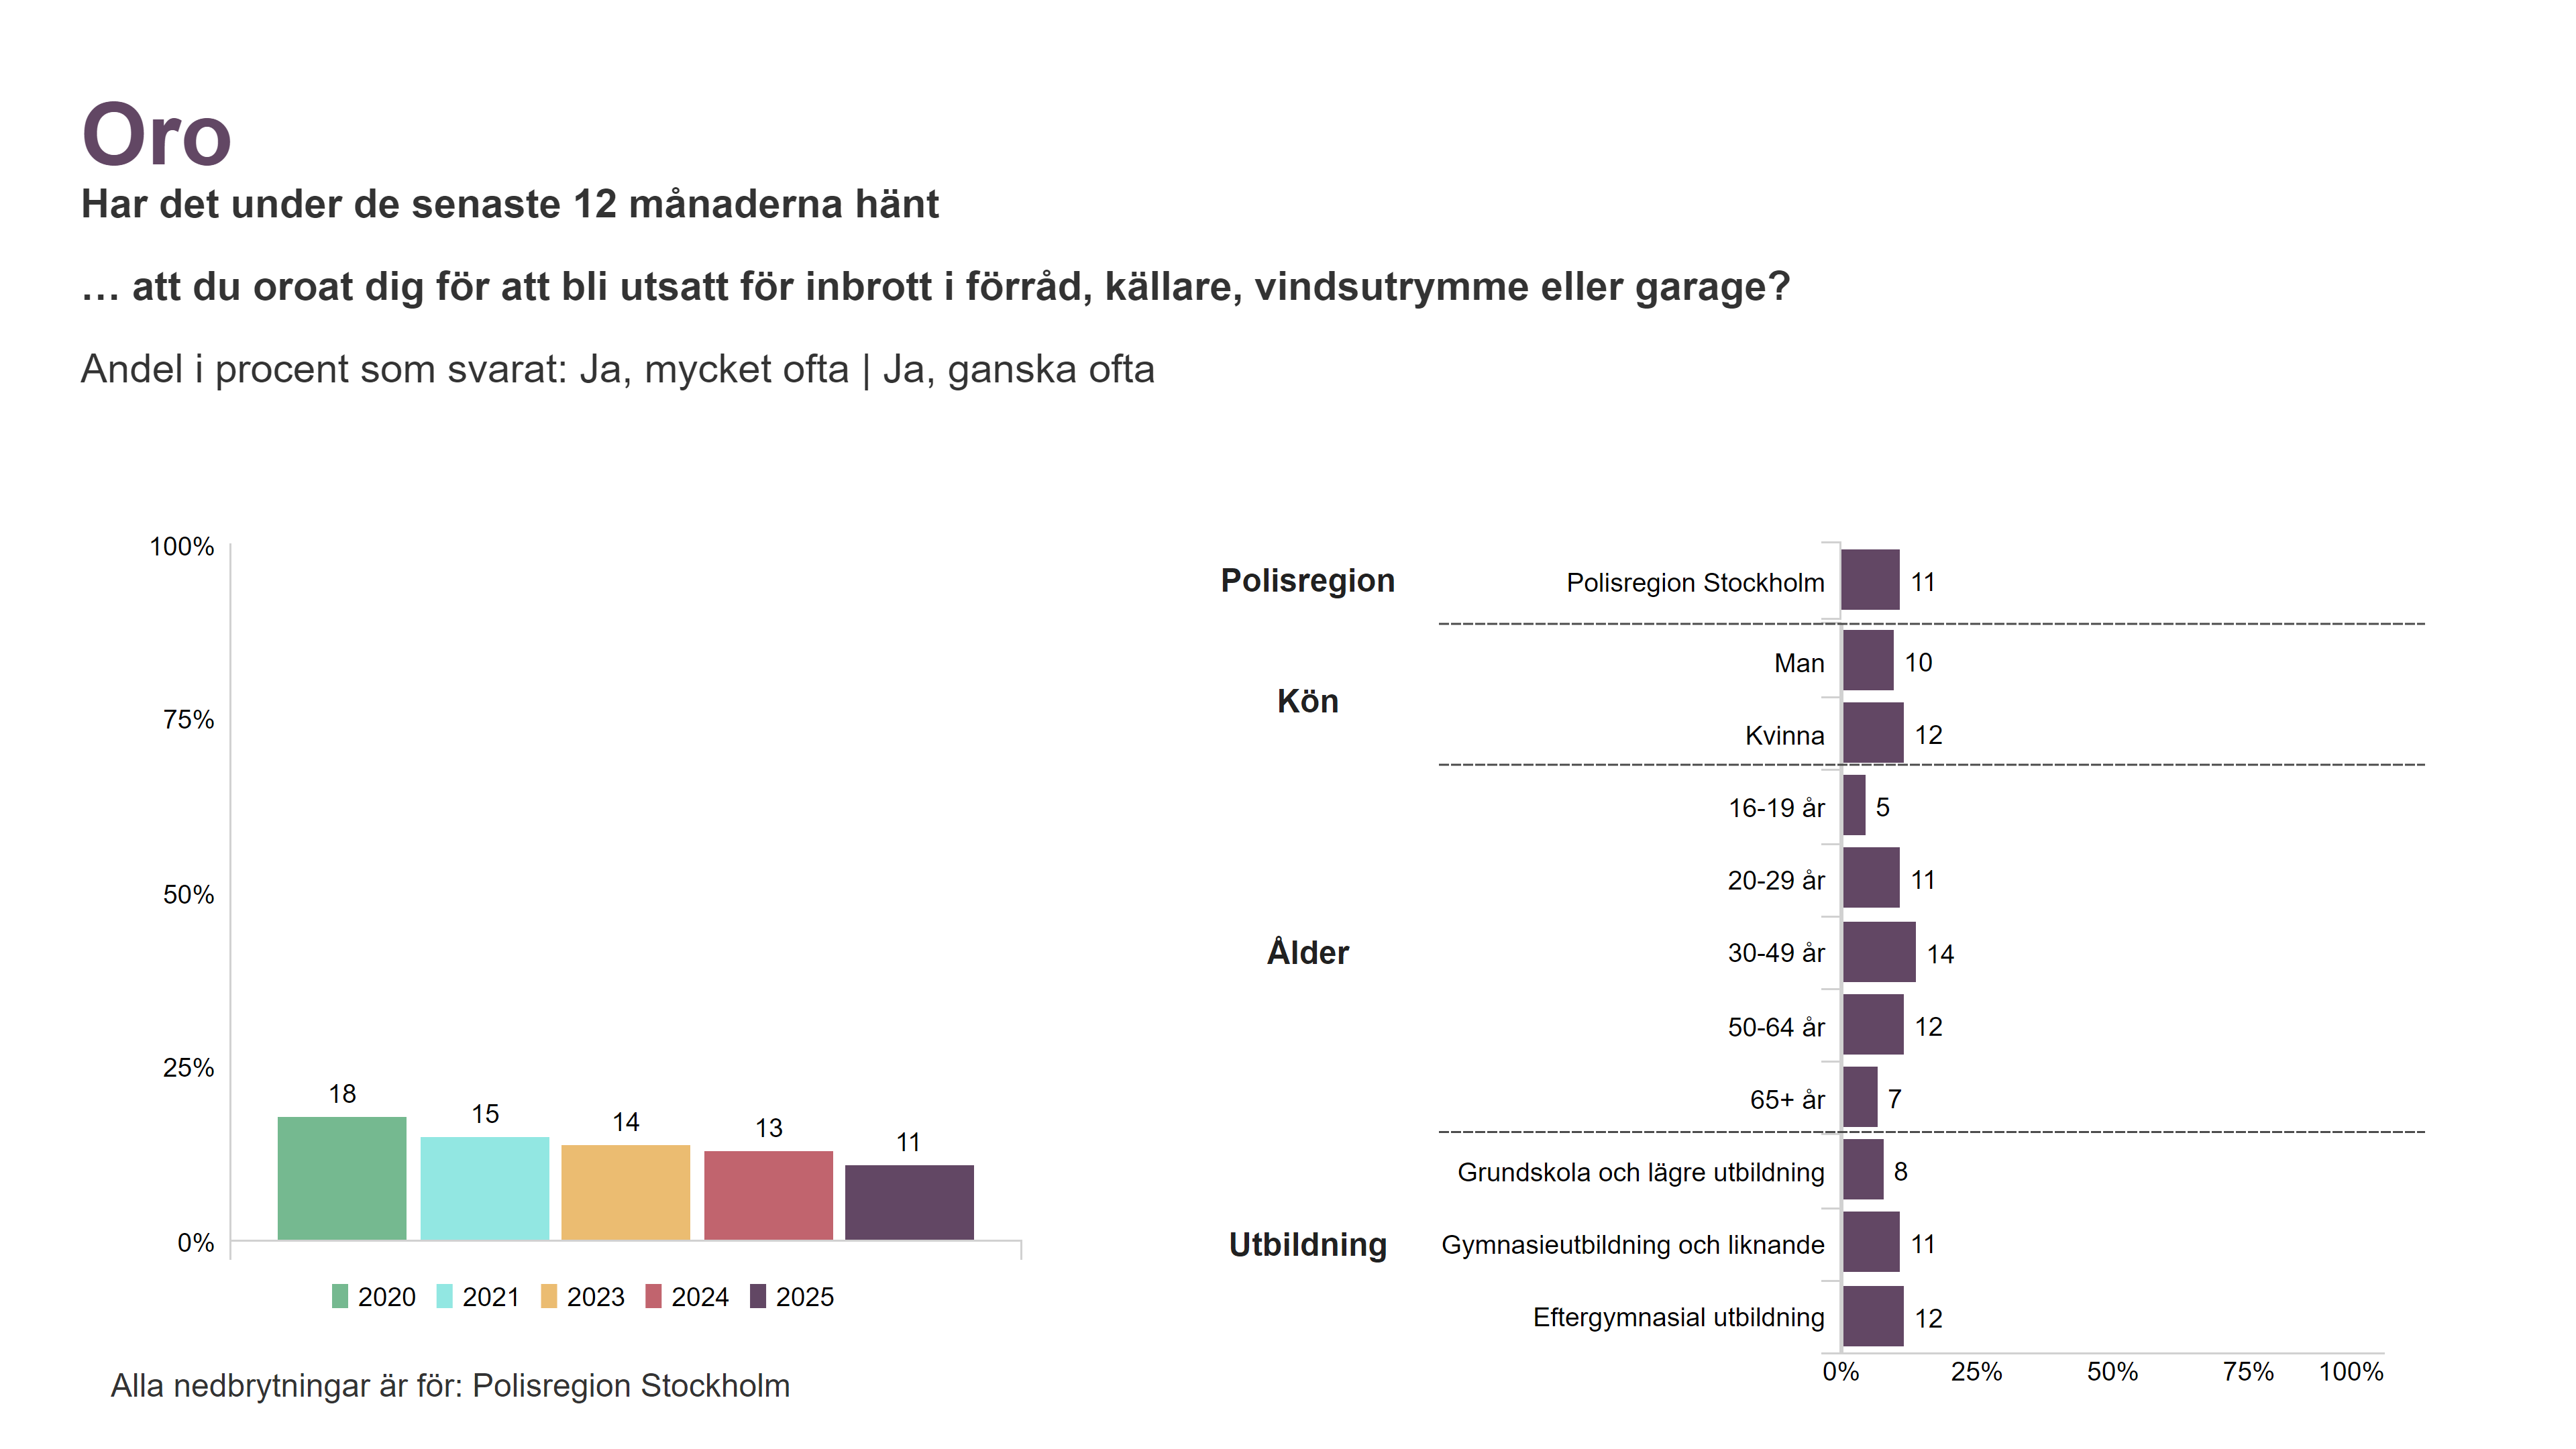 Oro
Har det under de senaste 12 månaderna hänt
… att du oroat dig för att bli utsatt för inbrott i förråd, källare, vindsutrymme eller garage?
Andel i procent som svarat: Ja, mycket ofta | Ja, ganska ofta
100%
75%
50%
25%
0%
18
15
14
13
11
2020 2021 2023 2024 2025
Alla nedbrytningar är för: Polisregion Stockholm
Polisregion
Polisregion Stockholm 11
Kön
Man 10
Kvinna 12
Ålder
16-19 år 5
20-29 år 11
30-49 år 14
50-64 år 12
65+ år 7
Utbildning
Grundskola och lägre utbildning 8
Gymnasieutbildning och liknande 11
Eftergymnasial utbildning 12
0% 25% 50% 75% 100%